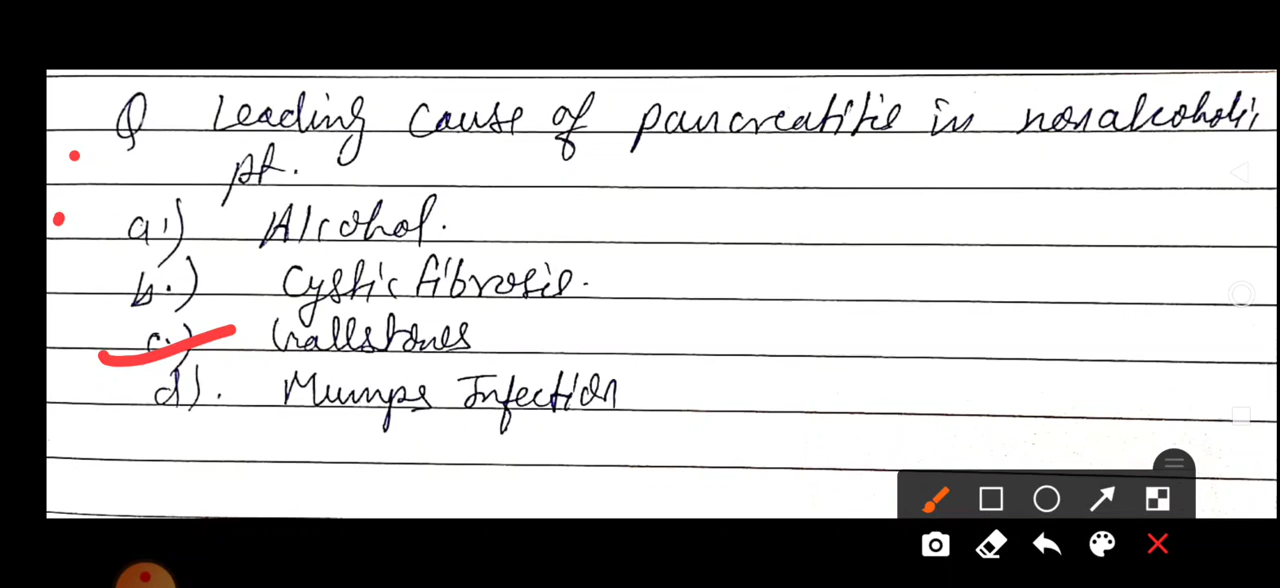 Q Leading cause of pancreatitis in nonalcoholic
pt.
a.) Alcohol.
b.) Cystic fibrosis.
c.) Gallstones
d). Mumps Infection